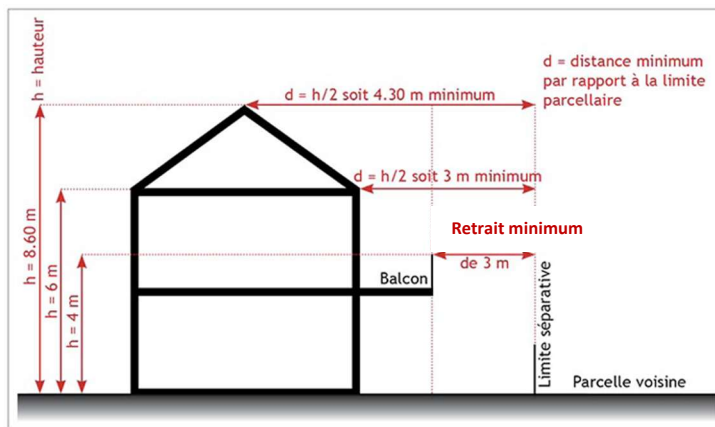 h = hauteur
d = h/2 soit 4.30 m minimum
d = distance minimum
par rapport à la limite
parcellaire
d = h/2 soit 3 m minimum
Retrait minimum
de 3 m
Balcon
h = 8.60 m
h = 6 m
h = 4 m
Limite séparative
Parcelle voisine